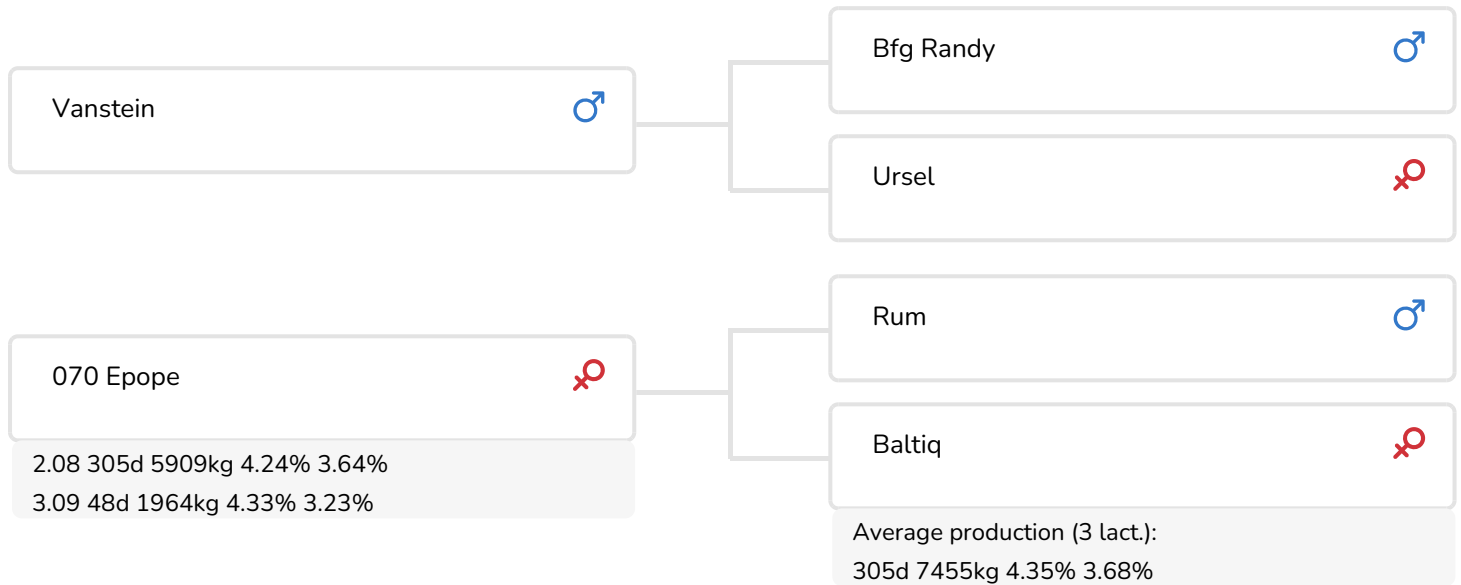 Vanstein
Bfg Randy
Ursel
070 Epope
2.08 305d 5909kg 4.24% 3.64%
3.09 48d 1964kg 4.33% 3.23%
Rum
Baltiq
Average production (3 lact.):
305d 7455kg 4.35% 3.68%